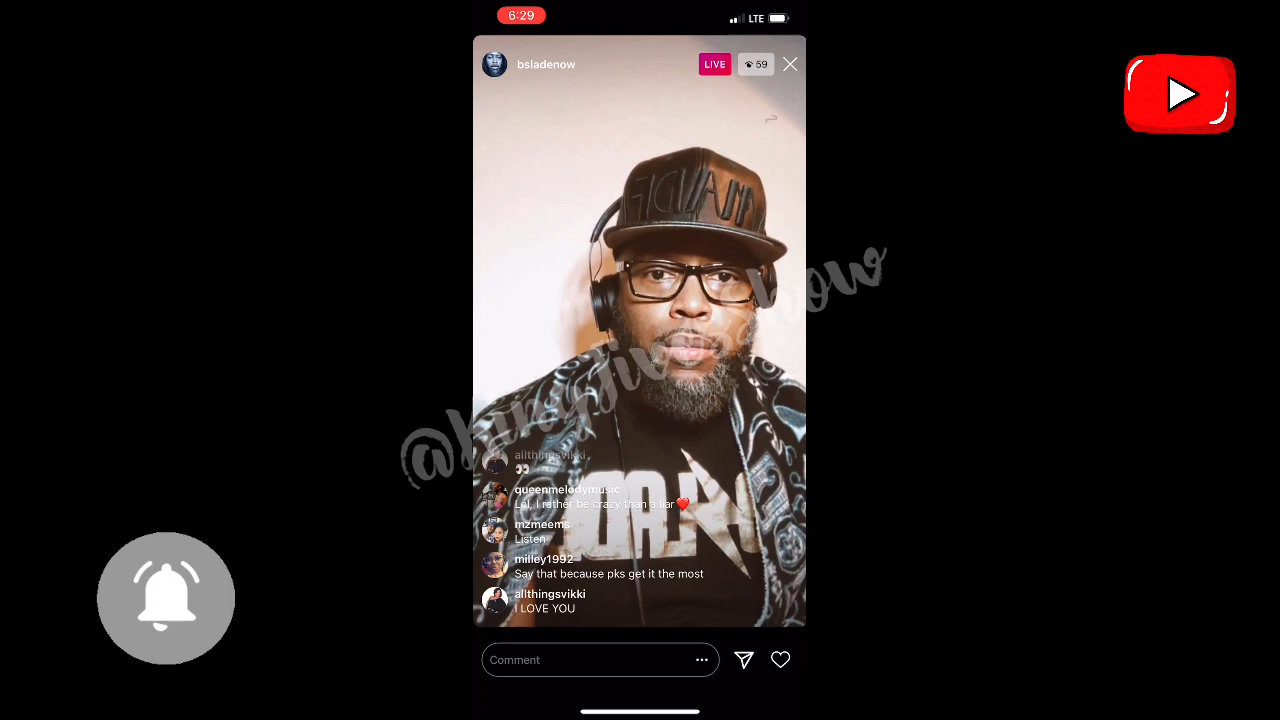 6:29
LTE
bsladenow
LIVE
59
allthingsvikki
👀
queenmelodymusic
Lol, I rather be crazy than a liar❤️
mzmeems
Listen
milley1992
Say that because pks get it the most
allthingsvikki
I LOVE YOU
Comment